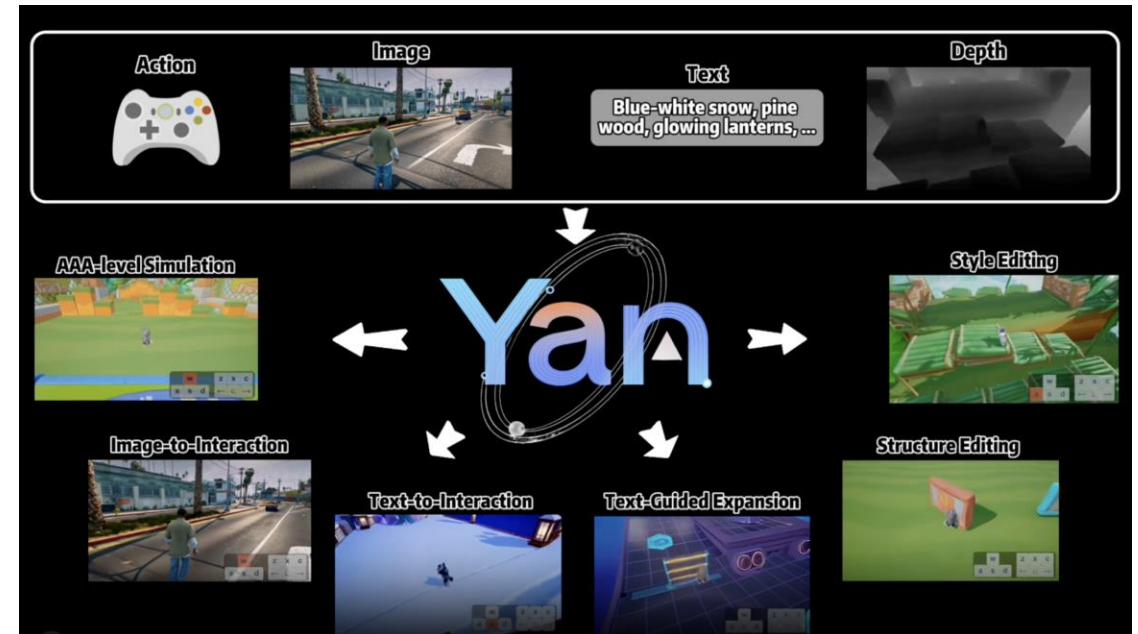 Action
Image
Text
Depth
Blue-white snow, pine
wood, glowing lanterns, ...
Yan
AAA-level Simulation
w z x c
a s d
Style Editing
w z x c
a s d
Image-to-Interaction
w z x c
a s d
Text-to-Interaction
w z x c
a s d
Text-Guided Expansion
w z x c
Structure Editing
w z x c
a s d